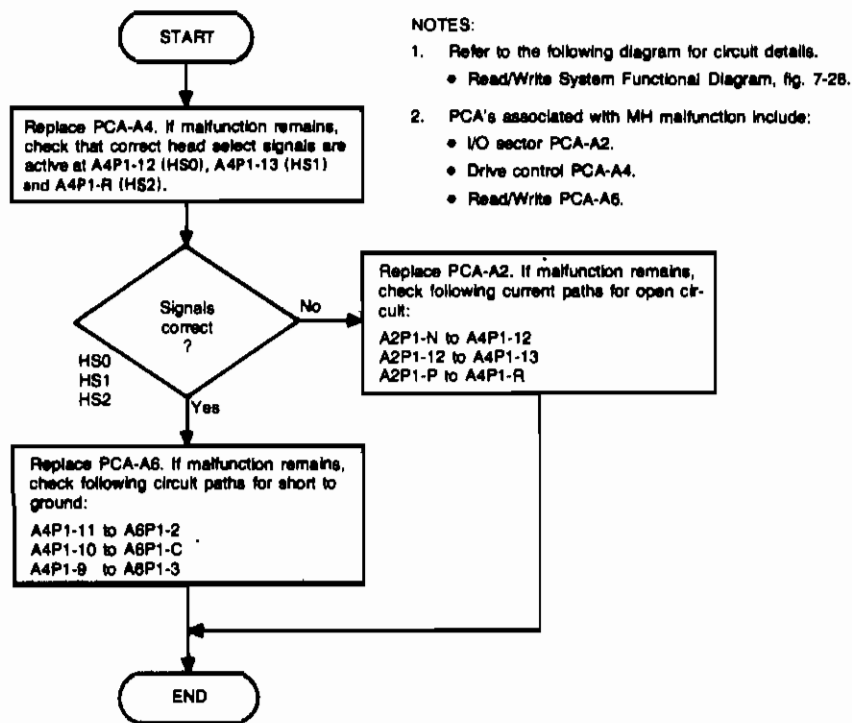 START
NOTES:
1. Refer to the following diagram for circuit details.
• Read/Write System Functional Diagram, fig. 7-28.
2. PCA's associated with MH malfunction include:
• I/O sector PCA-A2.
• Drive control PCA-A4.
• Read/Write PCA-A6.
Replace PCA-A4. If malfunction remains,
check that correct head select signals are
active at A4P1-12 (HS0), A4P1-13 (HS1)
and A4P1-R (HS2).
Signals
correct
?
HS0
HS1
HS2
No
Yes
Replace PCA-A2. If malfunction remains,
check following current paths for open cir-
cuit:
A2P1-N to A4P1-12
A2P1-12 to A4P1-13
A2P1-P to A4P1-R
Replace PCA-A6. If malfunction remains,
check following circuit paths for short to
ground:
A4P1-11 to A6P1-2
A4P1-10 to A6P1-C
A4P1-9 to A6P1-3
END